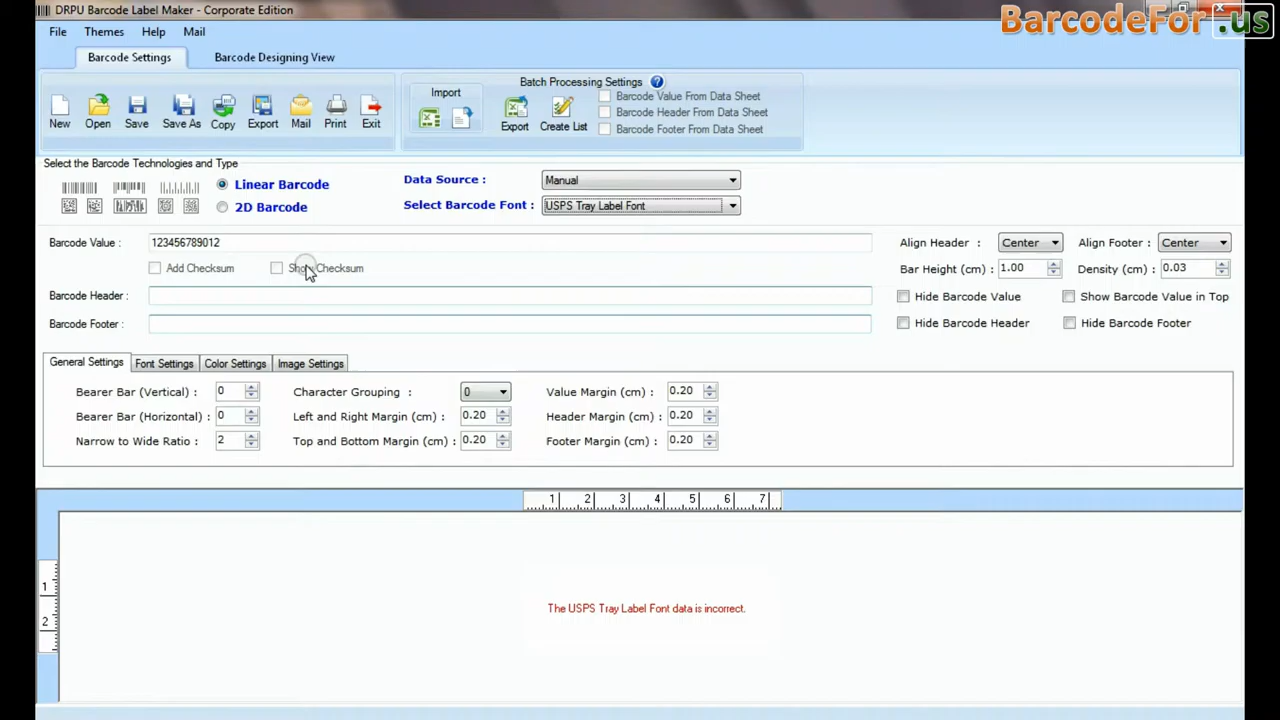 DRPU Barcode Label Maker - Corporate Edition
BarcodeFor.us
File Themes Help Mail
Barcode Settings Barcode Designing View
New Open Save Save As Copy Export Mail Print Exit
Import
Batch Processing Settings ?
Export Create List
Barcode Value From Data Sheet
Barcode Header From Data Sheet
Barcode Footer From Data Sheet
Select the Barcode Technologies and Type
Linear Barcode
2D Barcode
Data Source : Manual
Select Barcode Font : USPS Tray Label Font
Barcode Value : 123456789012
Add Checksum Show Checksum
Barcode Header :
Barcode Footer :
Align Header : Center Align Footer : Center
Bar Height (cm) : 1.00 Density (cm) : 0.03
Hide Barcode Value Show Barcode Value in Top
Hide Barcode Header Hide Barcode Footer
General Settings Font Settings Color Settings Image Settings
Bearer Bar (Vertical) : 0 Character Grouping : 0 Value Margin (cm) : 0.20
Bearer Bar (Horizontal) : 0 Left and Right Margin (cm) : 0.20 Header Margin (cm) : 0.20
Narrow to Wide Ratio : 2 Top and Bottom Margin (cm) : 0.20 Footer Margin (cm) : 0.20
1 2 3 4 5 6 7
1
2
The USPS Tray Label Font data is incorrect.